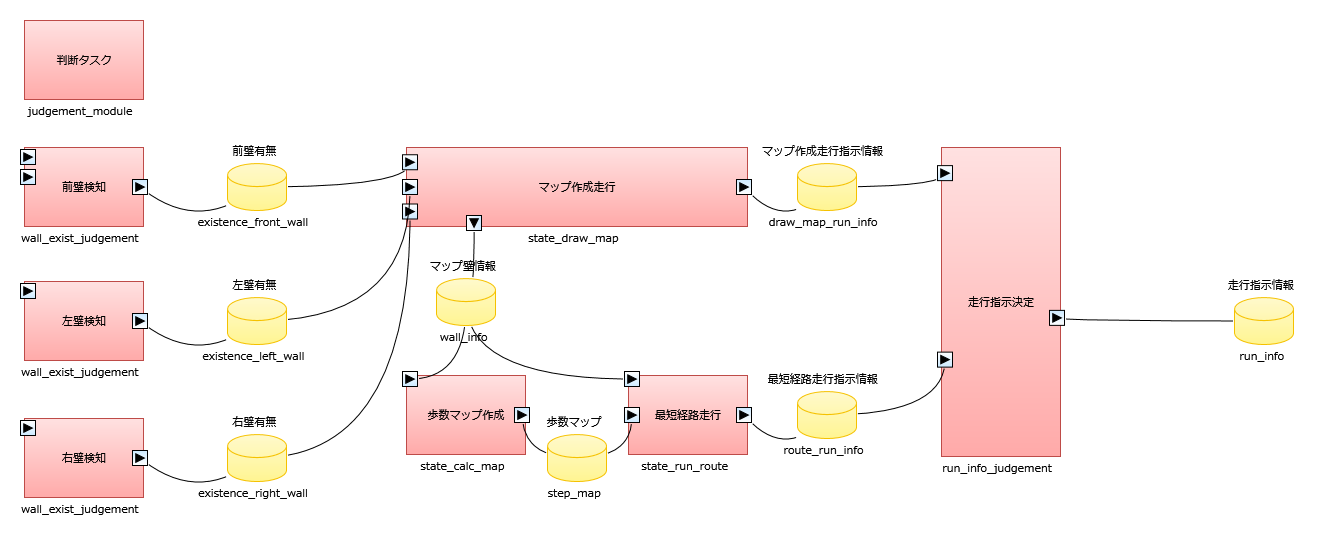 判断タスク
judgement_module
前壁検知
wall_exist_judgement
前壁有無
existence_front_wall
マップ作成走行
state_draw_map
マップ作成走行指示情報
draw_map_run_info
左壁検知
wall_exist_judgement
左壁有無
existence_left_wall
マップ壁情報
wall_info
走行指示決定
run_info_judgement
走行指示情報
run_info
右壁検知
wall_exist_judgement
右壁有無
existence_right_wall
歩数マップ作成
state_calc_map
歩数マップ
step_map
最短経路走行
state_run_route
最短経路走行指示情報
route_run_info